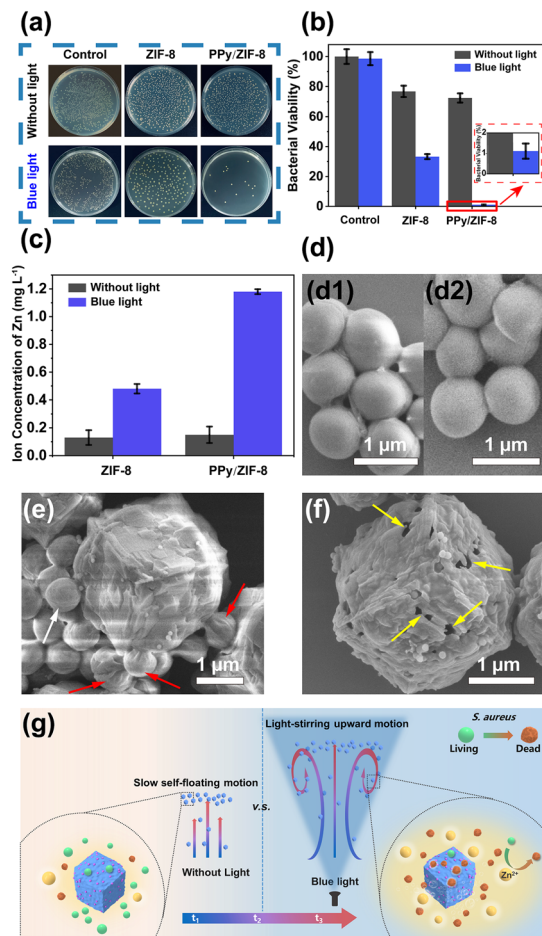 (a)
Control ZIF-8 PPy/ZIF-8
Without light
Blue light
(b)
Bacterial Viability (%)
100
80
60
40
20
0
Without light
Blue light
Bacterial Viability (%)
2
1
0
Control ZIF-8 PPy/ZIF-8
(c)
Ion Concentration of Zn (mg L⁻¹)
1.2
1.0
0.8
0.6
0.4
0.2
0.0
Without light
Blue light
ZIF-8 PPy/ZIF-8
(d)
(d1) (d2)
1 μm 1 μm
(e)
1 μm
(f)
1 μm
(g)
Light-stirring upward motion
S. aureus
Living Dead
Slow self-floating motion
v.s.
Without Light
Blue light
Zn²⁺
t₁ t₂ t₃